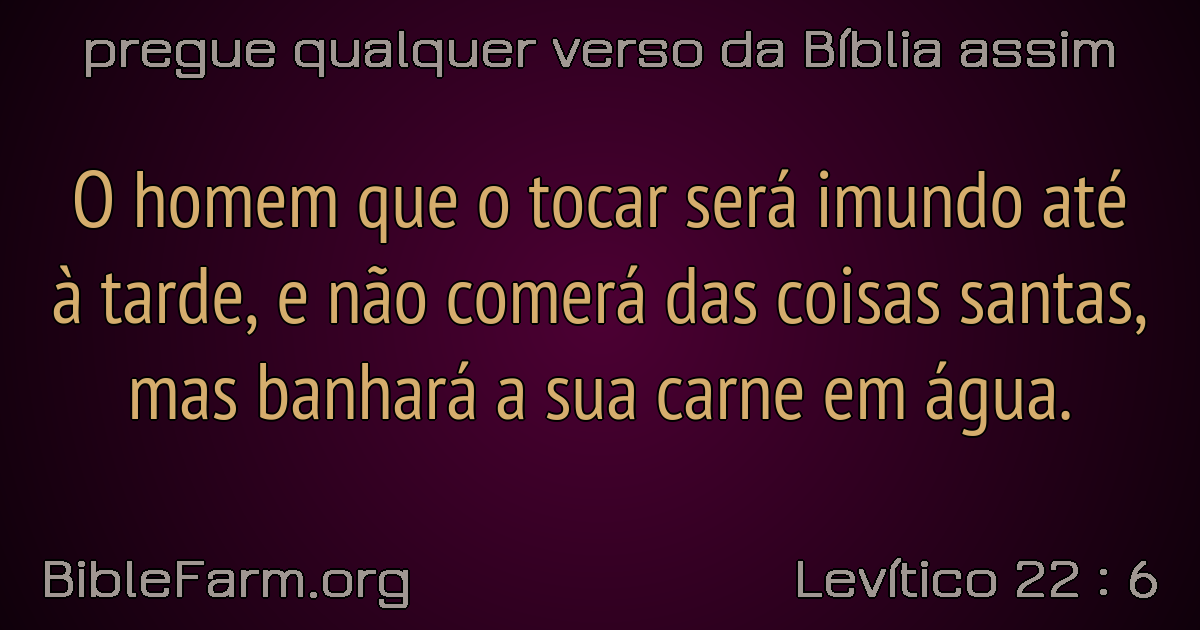 pregue qualquer verso da Bíblia assim
O homem que o tocar será imundo até
à tarde, e não comerá das coisas santas,
mas banhará a sua carne em água.
BibleFarm.org
Levítico 22 : 6